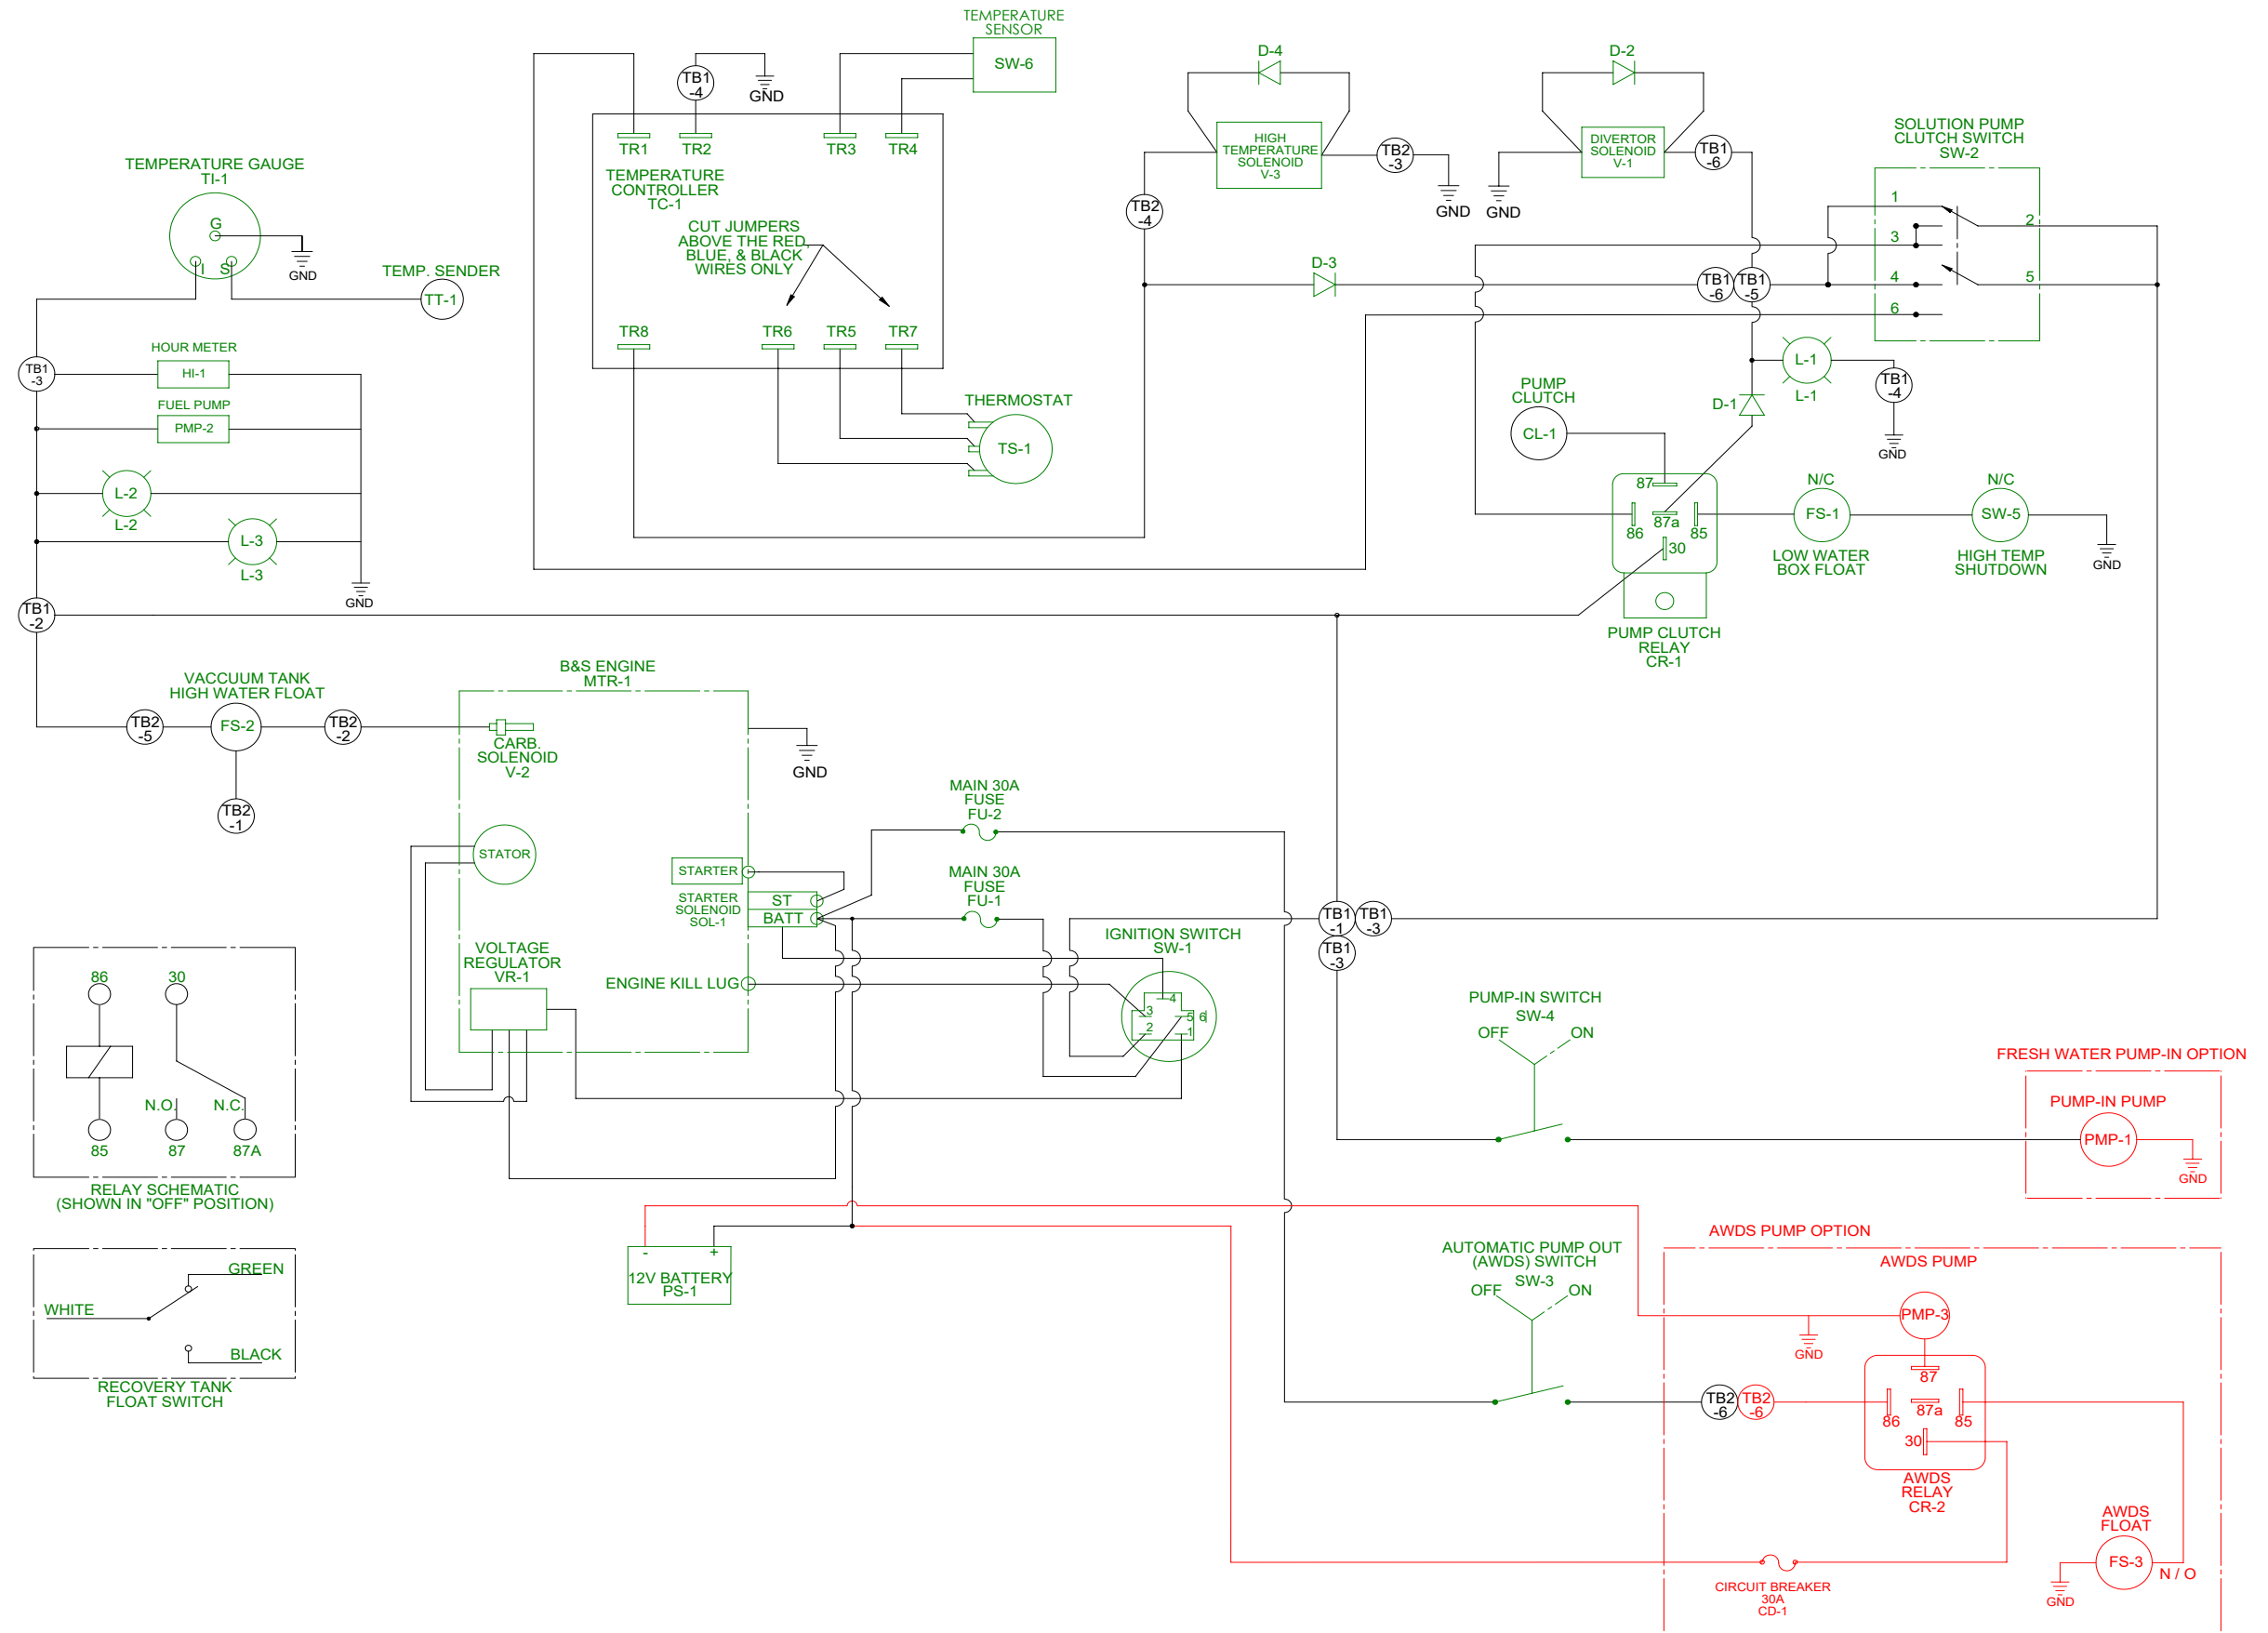 TEMPERATURE
SENSOR
SW-6
TB1
-4
GND
TR1
TR2
TR3
TR4
TEMPERATURE
CONTROLLER
TC-1
CUT JUMPERS
ABOVE THE RED,
BLUE, & BLACK
WIRES ONLY
TR8
TR6
TR5
TR7
THERMOSTAT
TS-1
TEMPERATURE GAUGE
TI-1
G
I
S
GND
TEMP. SENDER
TT-1
TB1
-3
HOUR METER
HI-1
FUEL PUMP
PMP-2
L-2
L-2
L-3
L-3
GND
TB1
-2
D-4
HIGH
TEMPERATURE
SOLENOID
V-3
TB2
-3
GND
TB2
-4
D-2
DIVERTOR
SOLENOID
V-1
TB1
-6
GND
D-3
TB1
-6
TB1
-5
SOLUTION PUMP
CLUTCH SWITCH
SW-2
1
2
3
4
5
6
L-1
L-1
TB1
-4
GND
D-1
PUMP
CLUTCH
CL-1
87
86
87a
85
30
PUMP CLUTCH
RELAY
CR-1
N/C
FS-1
LOW WATER
BOX FLOAT
N/C
SW-5
HIGH TEMP
SHUTDOWN
GND
VACCUUM TANK
HIGH WATER FLOAT
TB2
-5
FS-2
TB2
-2
TB2
-1
B&S ENGINE
MTR-1
CARB.
SOLENOID
V-2
GND
STATOR
STARTER
STARTER
SOLENOID
SOL-1
ST
BATT
VOLTAGE
REGULATOR
VR-1
ENGINE KILL LUG
MAIN 30A
FUSE
FU-2
MAIN 30A
FUSE
FU-1
IGNITION SWITCH
SW-1
4
3
5
6
2
1
TB1
-1
TB1
-3
TB1
-3
PUMP-IN SWITCH
SW-4
OFF
ON
FRESH WATER PUMP-IN OPTION
PUMP-IN PUMP
PMP-1
GND
86
30
N.O.
N.C.
85
87
87A
RELAY SCHEMATIC
(SHOWN IN "OFF" POSITION)
GREEN
WHITE
BLACK
RECOVERY TANK
FLOAT SWITCH
-
+
12V BATTERY
PS-1
AUTOMATIC PUMP OUT
(AWDS) SWITCH
SW-3
OFF
ON
AWDS PUMP OPTION
AWDS PUMP
PMP-3
GND
TB2
-6
TB2
-6
87
86
87a
85
30
AWDS
RELAY
CR-2
AWDS
FLOAT
FS-3
N / O
GND
CIRCUIT BREAKER
30A
CD-1